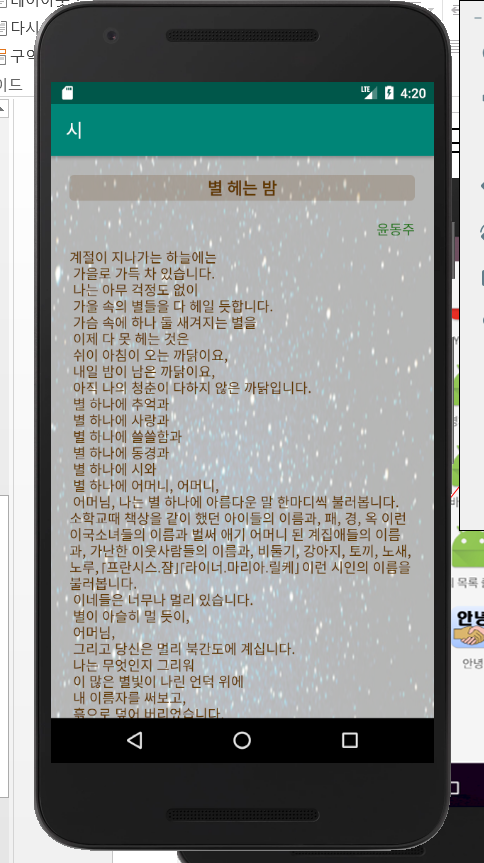 다시
구역
이드
LTE 4:20
시
별 헤는 밤
윤동주
계절이 지나가는 하늘에는
가을로 가득 차 있습니다.
나는 아무 걱정도 없이
가을 속의 별들을 다 헤일 듯합니다.
가슴 속에 하나 둘 새겨지는 별을
이제 다 못 헤는 것은
쉬이 아침이 오는 까닭이요,
내일 밤이 남은 까닭이요,
아직 나의 청춘이 다하지 않은 까닭입니다.
별 하나에 추억과
별 하나에 사랑과
별 하나에 쓸쓸함과
별 하나에 동경과
별 하나에 시와
별 하나에 어머니, 어머니,
어머님, 나는 별 하나에 아름다운 말 한마디씩 불러봅니다.
소학교때 책상을 같이 했던 아이들의 이름과, 패, 경, 옥 이런
이국소녀들의 이름과 벌써 애기 어머니 된 계집애들의 이름
과, 가난한 이웃사람들의 이름과, 비둘기, 강아지, 토끼, 노새,
노루, 「프란시스.쟘」「라이너.마리아.릴케」 이런 시인의 이름을
불러봅니다.
이네들은 너무나 멀리 있습니다.
별이 아슬히 멀 듯이,
어머님,
그리고 당신은 멀리 북간도에 계십니다.
나는 무엇인지 그리워
이 많은 별빛이 나린 언덕 위에
내 이름자를 써보고,
흙으로 덮어 버리었습니다.
목록
안녕
안녕